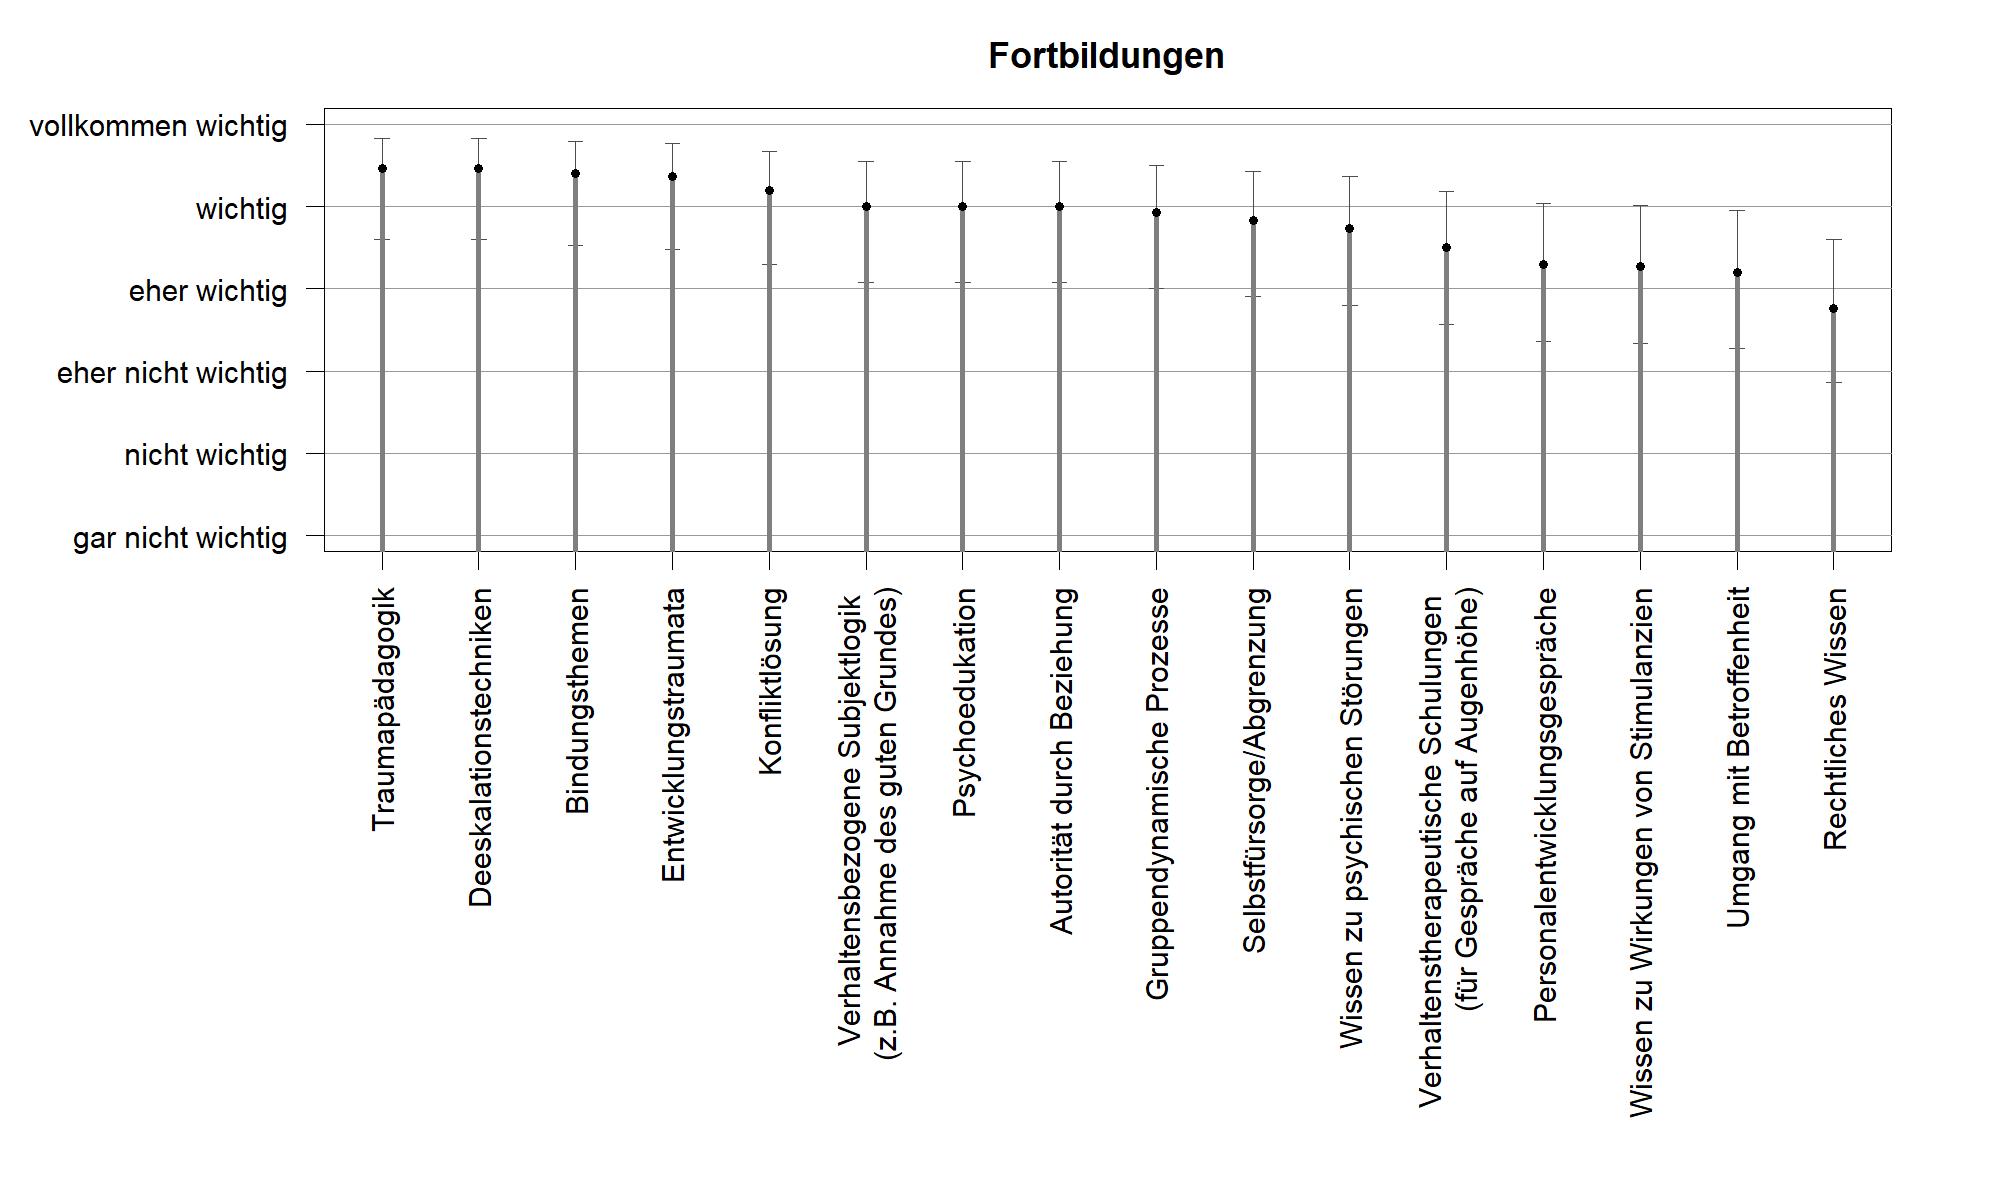 Fortbildungen
vollkommen wichtig
wichtig
eher wichtig
eher nicht wichtig
nicht wichtig
gar nicht wichtig
Traumapädagogik
Deeskalationstechniken
Bindungsthemen
Entwicklungstraumata
Konfliktlösung
Verhaltensbezogene Subjektlogik
(z.B. Annahme des guten Grundes)
Psychoedukation
Autorität durch Beziehung
Gruppendynamische Prozesse
Selbstfürsorge/Abgrenzung
Wissen zu psychischen Störungen
Verhaltenstherapeutische Schulungen
(für Gespräche auf Augenhöhe)
Personalentwicklungsgespräche
Wissen zu Wirkungen von Stimulanzien
Umgang mit Betroffenheit
Rechtliches Wissen